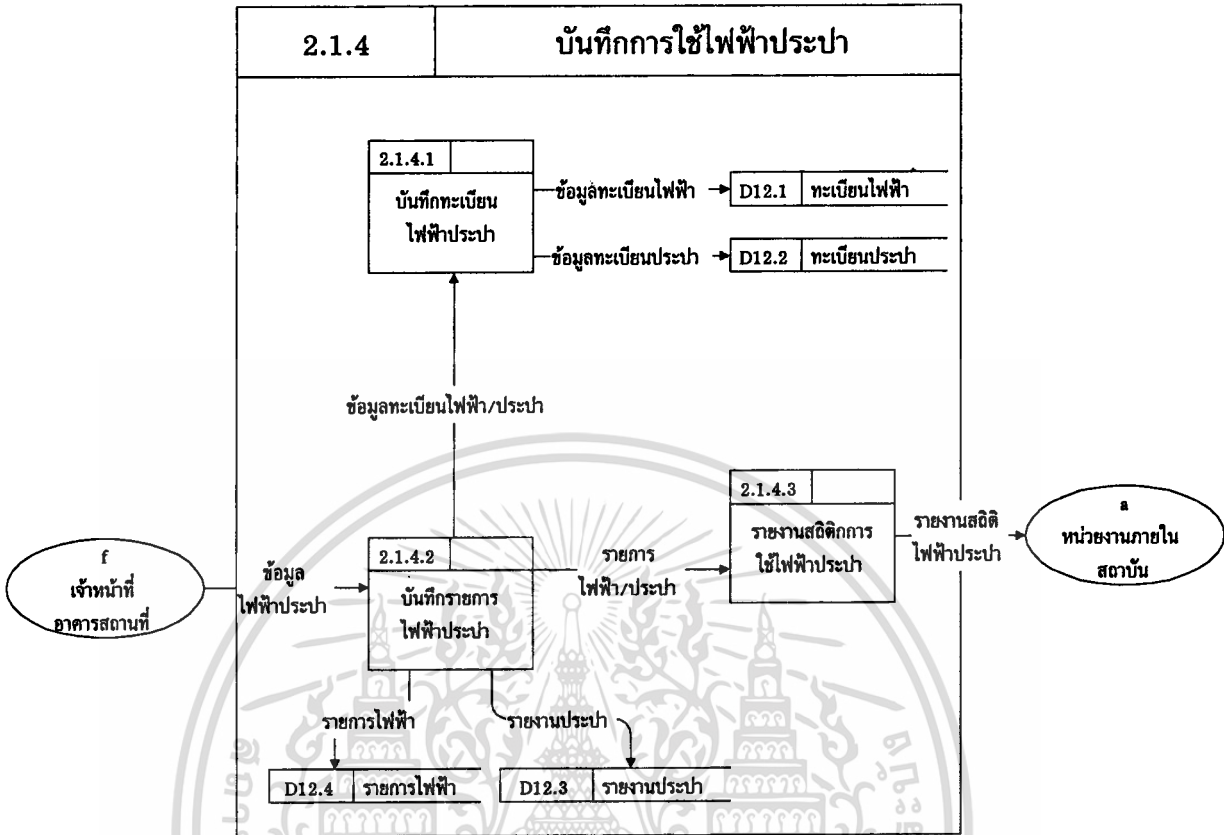 2.1.4
บันทึกการใช้ไฟฟ้าประปา
2.1.4.1
บันทึกทะเบียน
ไฟฟ้าประปา
ข้อมูลทะเบียนไฟฟ้า
D12.1
ทะเบียนไฟฟ้า
ข้อมูลทะเบียนประปา
D12.2
ทะเบียนประปา
ข้อมูลทะเบียนไฟฟ้า/ประปา
f
เจ้าหน้าที่
อาคารสถานที่
ข้อมูล
ไฟฟ้าประปา
2.1.4.2
บันทึกรายการ
ไฟฟ้าประปา
รายการ
ไฟฟ้า/ประปา
2.1.4.3
รายงานสถิติการ
ใช้ไฟฟ้าประปา
รายงานสถิติ
ไฟฟ้าประปา
a
หน่วยงานภายใน
สถาบัน
รายการไฟฟ้า
รายงานประปา
D12.4
รายการไฟฟ้า
D12.3
รายงานประปา